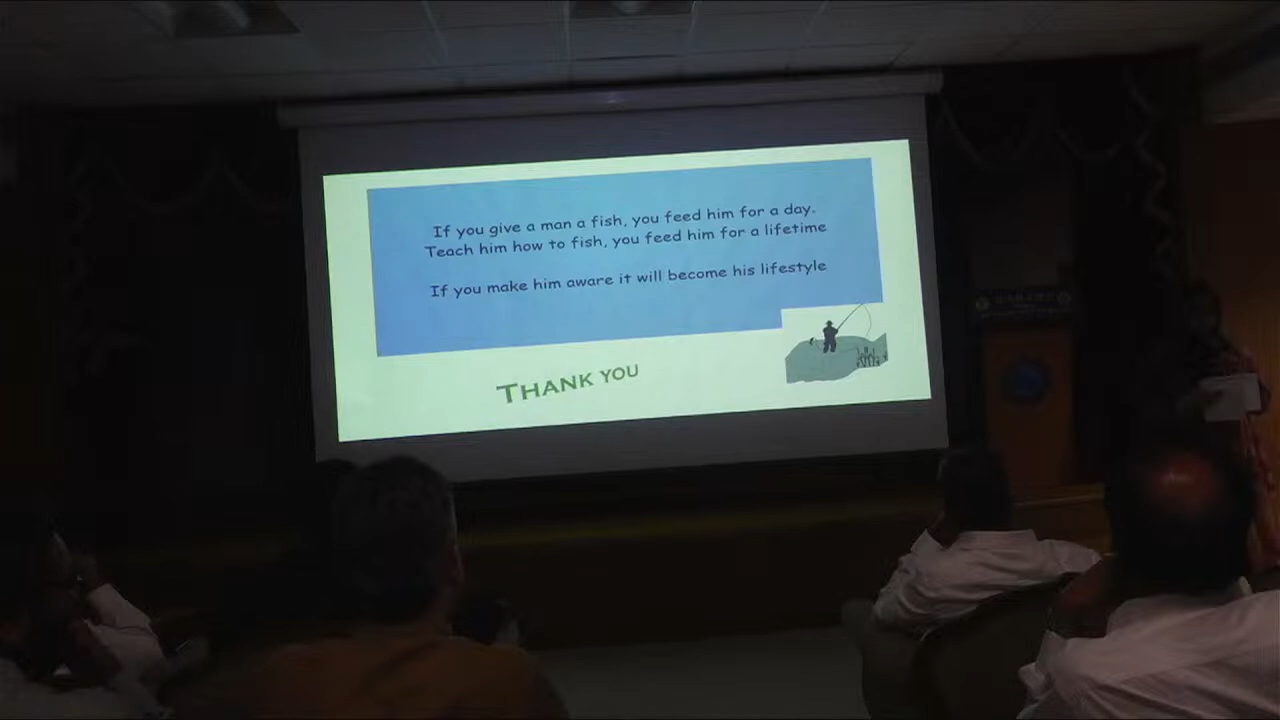 If you give a man a fish, you feed him for a day.
Teach him how to fish, you feed him for a lifetime
If you make him aware it will become his lifestyle
THANK YOU